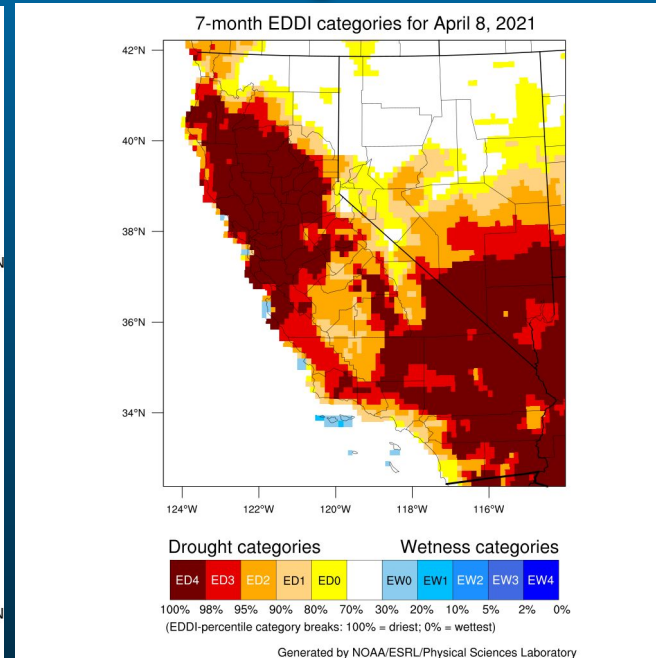 7-month EDDI categories for April 8, 2021
42°N
40°N
38°N
36°N
34°N
124°W 122°W 120°W 118°W 116°W
Drought categories Wetness categories
ED4 ED3 ED2 ED1 ED0 EW0 EW1 EW2 EW3 EW4
100% 98% 95% 90% 80% 70% 30% 20% 10% 5% 2% 0%
(EDDI-percentile category breaks: 100% = driest; 0% = wettest)
Generated by NOAA/ESRL/Physical Sciences Laboratory